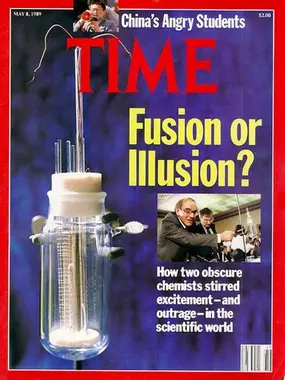 MAY 8, 1989
China's Angry Students
$2.00
TIME
Fusion or
Illusion?
How two obscure
chemists stirred
excitement—and
outrage—in the
scientific world